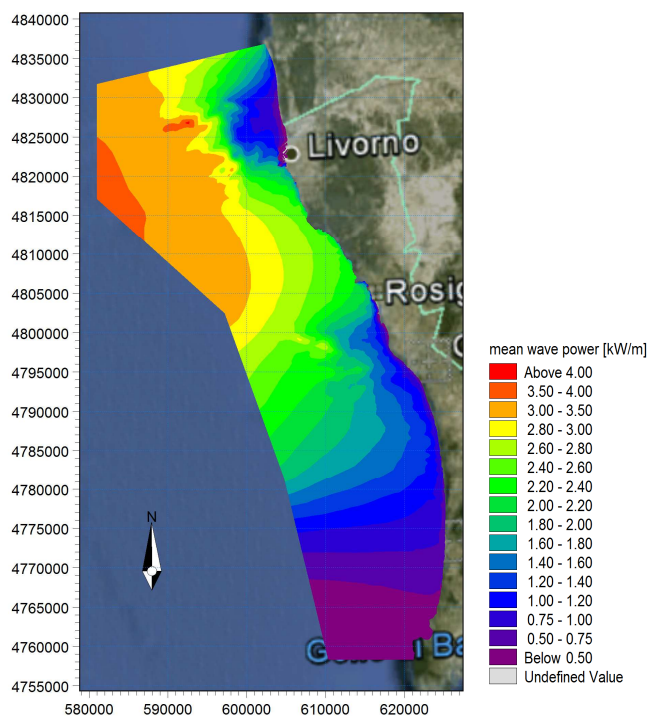 4840000
4835000
4830000
4825000
4820000
4815000
4810000
4805000
4800000
4795000
4790000
4785000
4780000
4775000
4770000
4765000
4760000
4755000
580000 590000 600000 610000 620000
Livorno
Rosig
N
mean wave power [kW/m]
Above 4.00
3.50 - 4.00
3.00 - 3.50
2.80 - 3.00
2.60 - 2.80
2.40 - 2.60
2.20 - 2.40
2.00 - 2.20
1.80 - 2.00
1.60 - 1.80
1.40 - 1.60
1.20 - 1.40
1.00 - 1.20
0.75 - 1.00
0.50 - 0.75
Below 0.50
Undefined Value